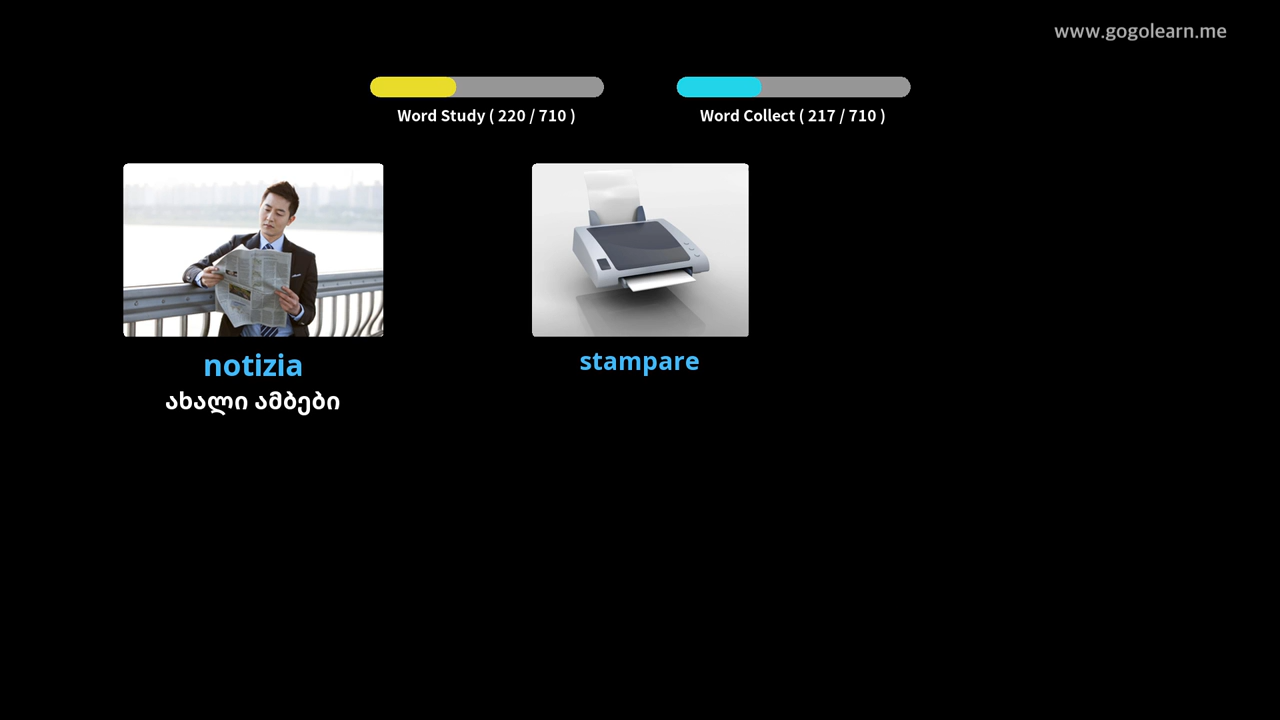 www.gogolearn.me
Word Study ( 220 / 710 )
Word Collect ( 217 / 710 )
notizia
ახალი ამბები
stampare